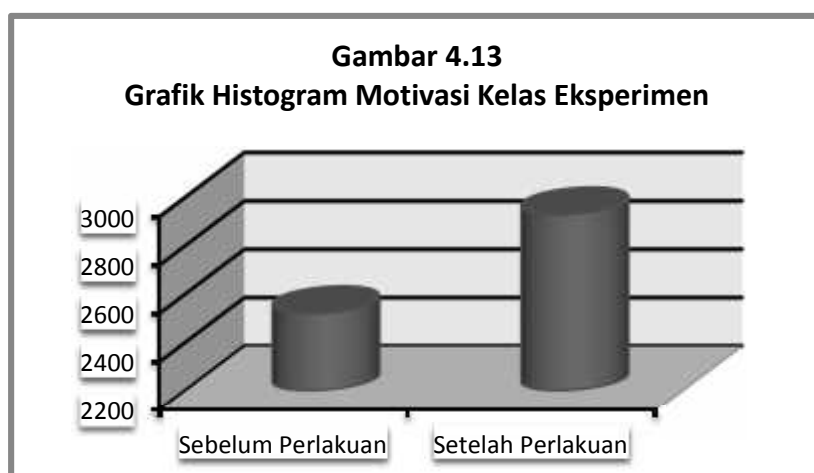 Gambar 4.13
Grafik Histogram Motivasi Kelas Eksperimen
3000
2800
2600
2400
2200
Sebelum Perlakuan Setelah Perlakuan